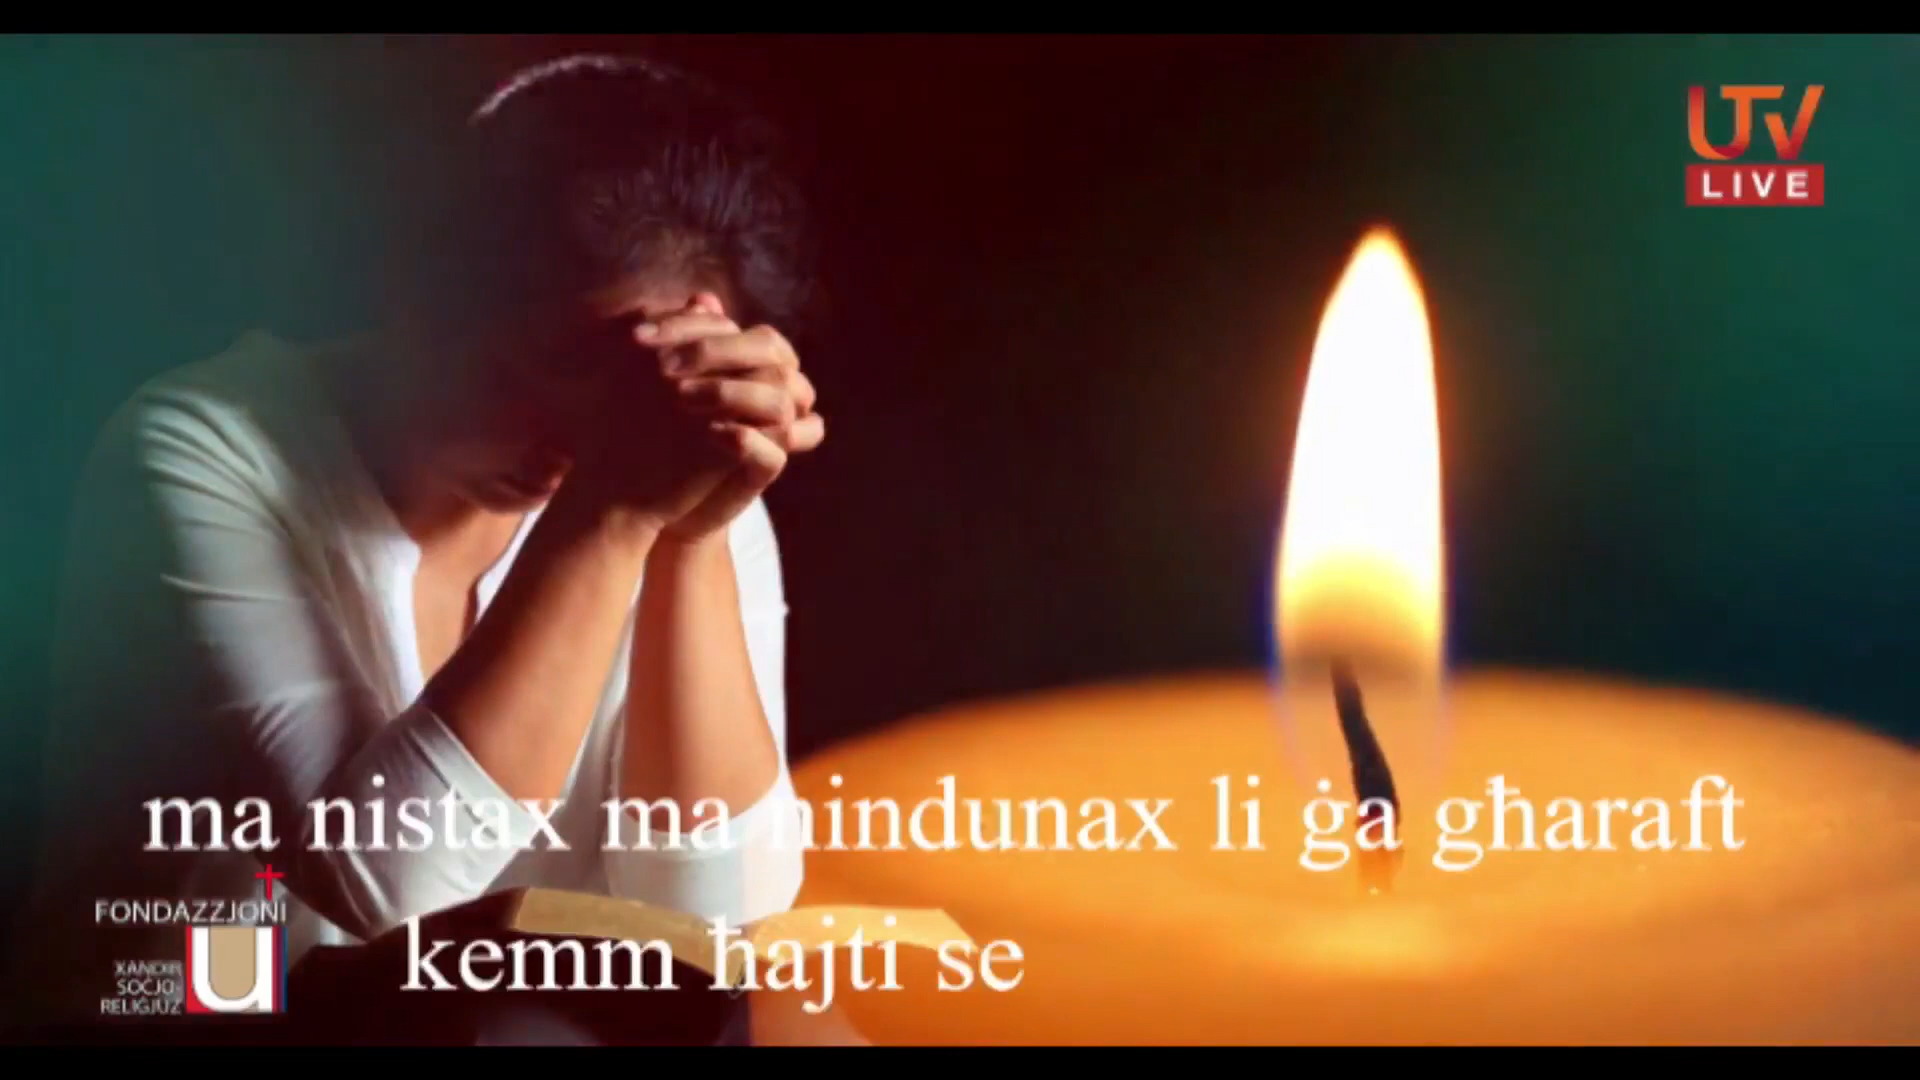 UTV
LIVE
ma nistax ma nindunax li ġa għaraft
kemm ħajti se
FONDAZZJONI
U
XANDIR
SOĊJO-
RELIĠJUŻ